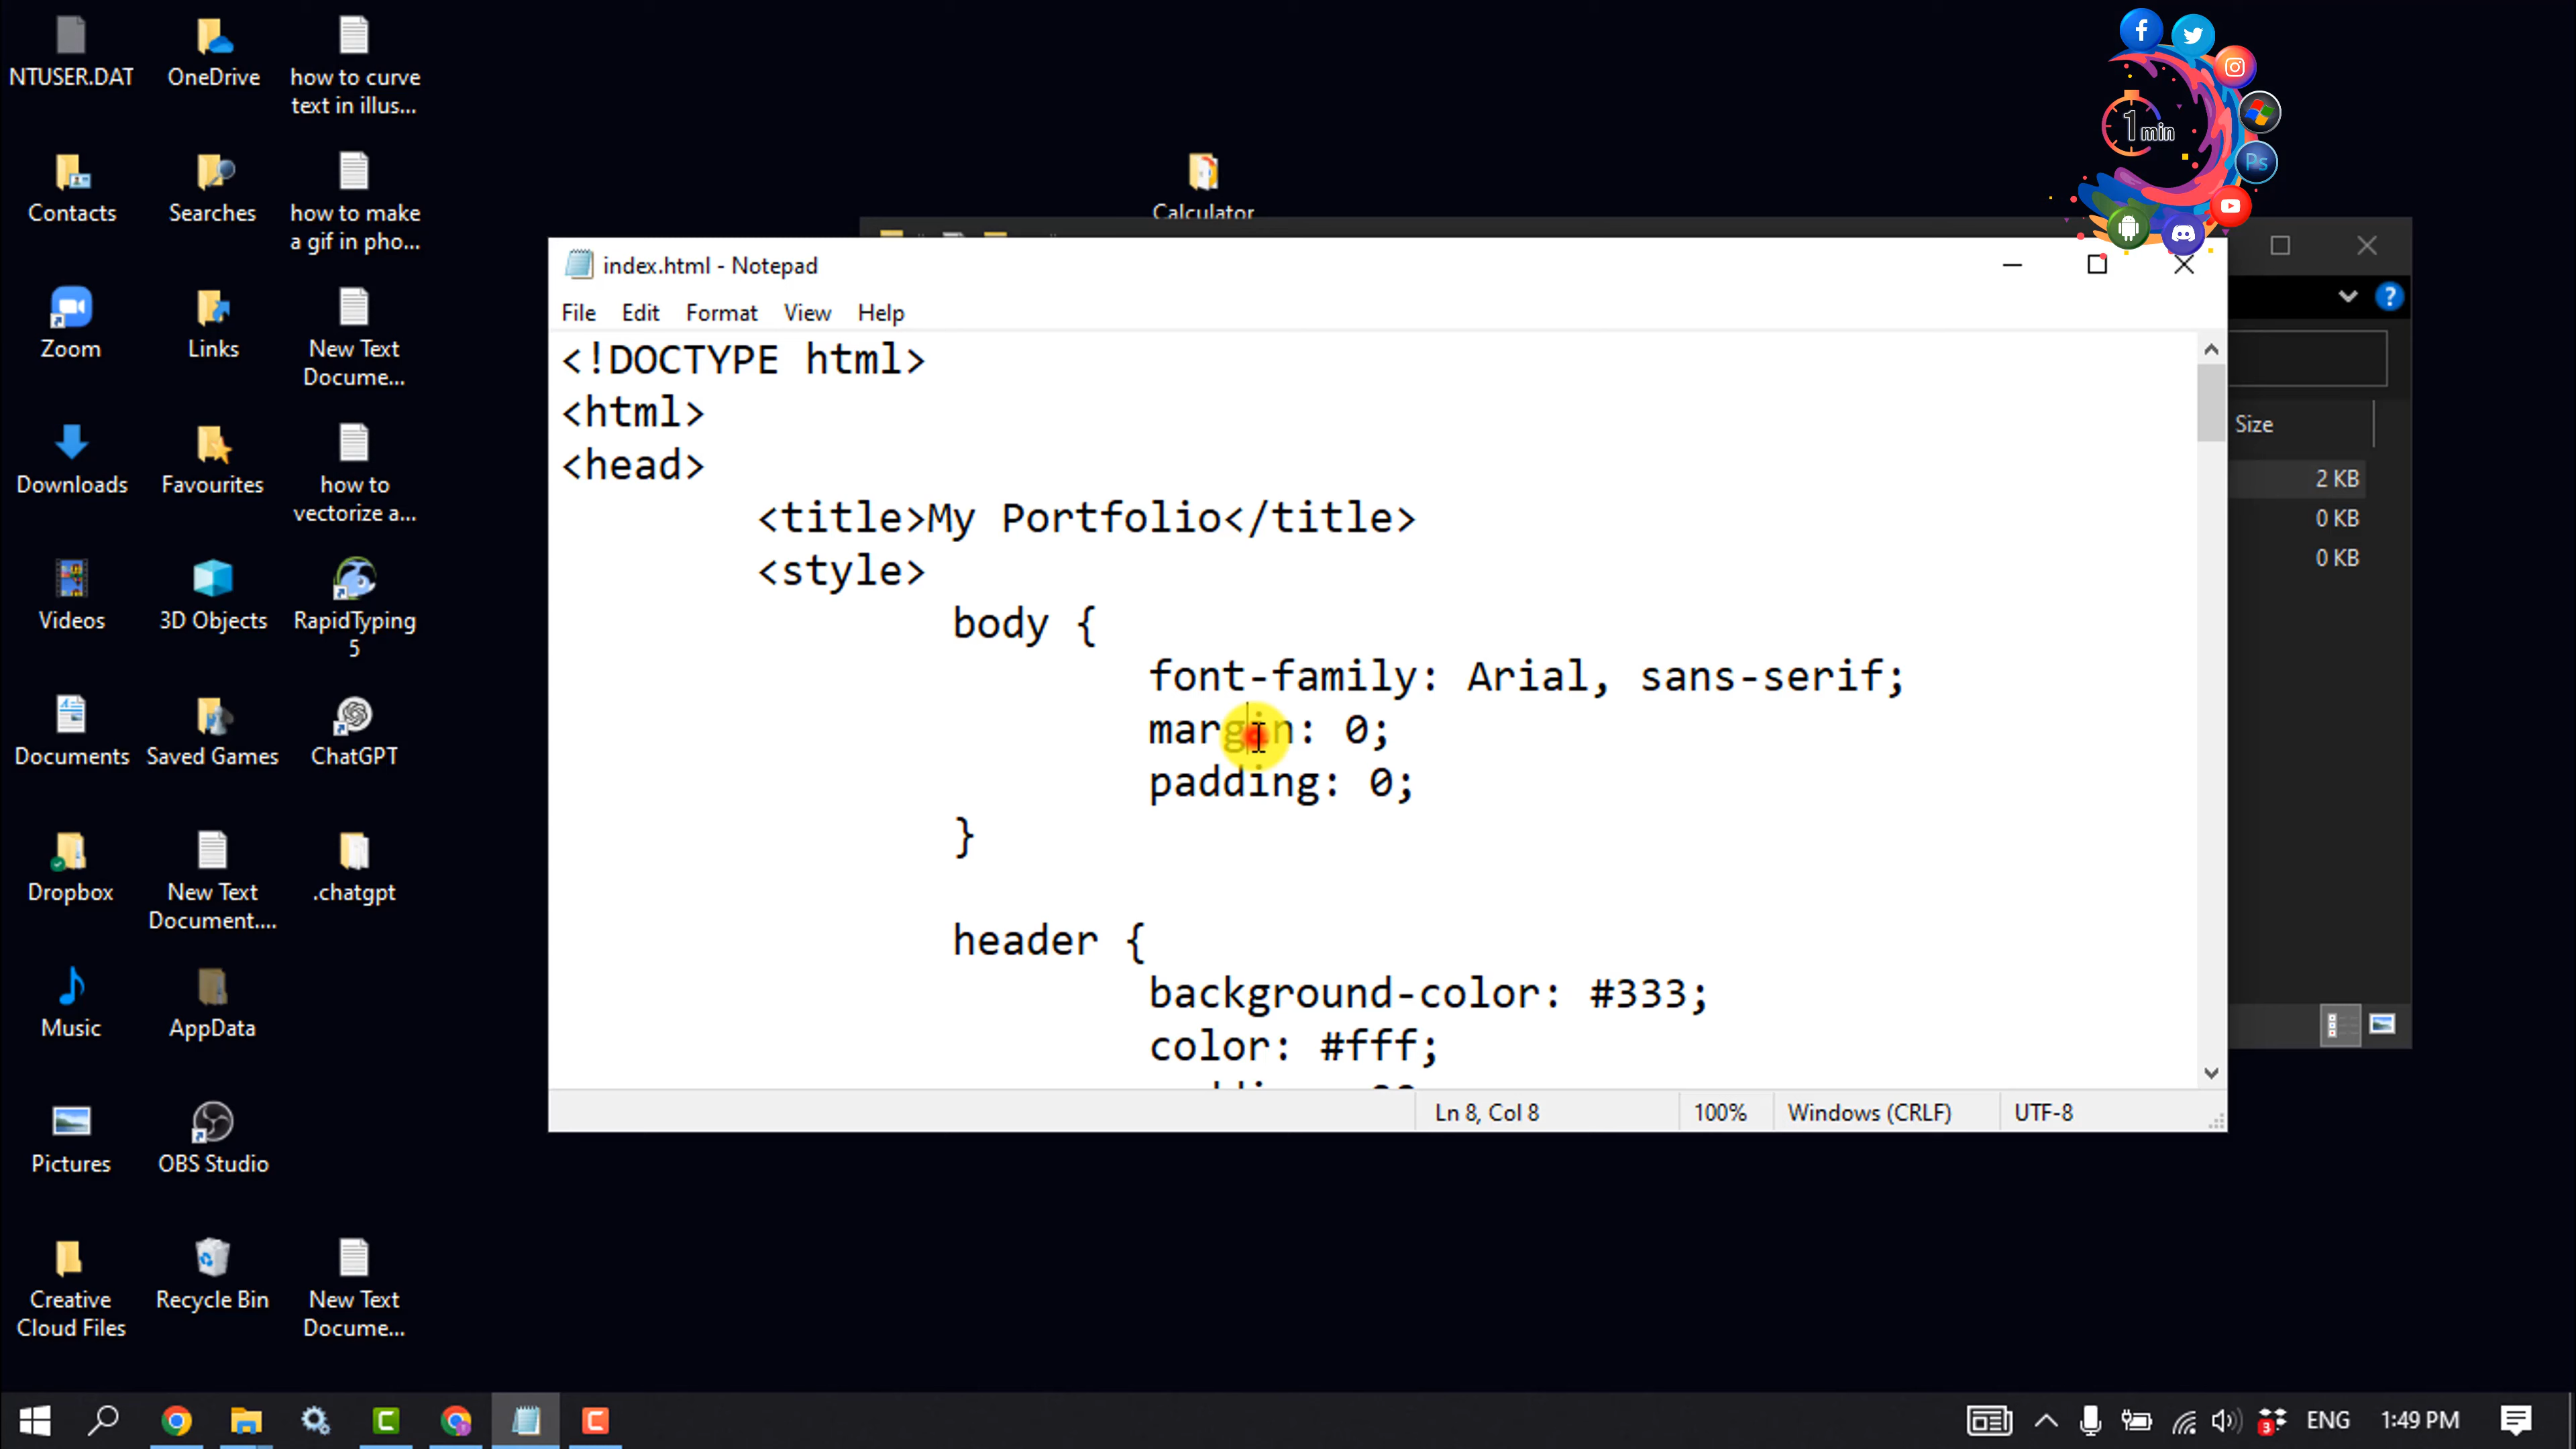 NTUSER.DAT
OneDrive
how to curve
text in illus...
Contacts
Searches
how to make
a gif in pho...
Zoom
Links
New Text
Docume...
Downloads
Favourites
how to
vectorize a...
Videos
3D Objects
RapidTyping
5
Documents
Saved Games
ChatGPT
Dropbox
New Text
Document....
.chatgpt
Music
AppData
Pictures
OBS Studio
Creative
Cloud Files
Recycle Bin
New Text
Docume...
Calculator
1 min
Ps
index.html - Notepad
File Edit Format View Help
<!DOCTYPE html>
<html>
<head>
<title>My Portfolio</title>
<style>
body {
font-family: Arial, sans-serif;
margin: 0;
padding: 0;
}
header {
background-color: #333;
color: #fff;
Ln 8, Col 8
100%
Windows (CRLF)
UTF-8
?
Size
2 KB
0 KB
0 KB
3
ENG
1:49 PM